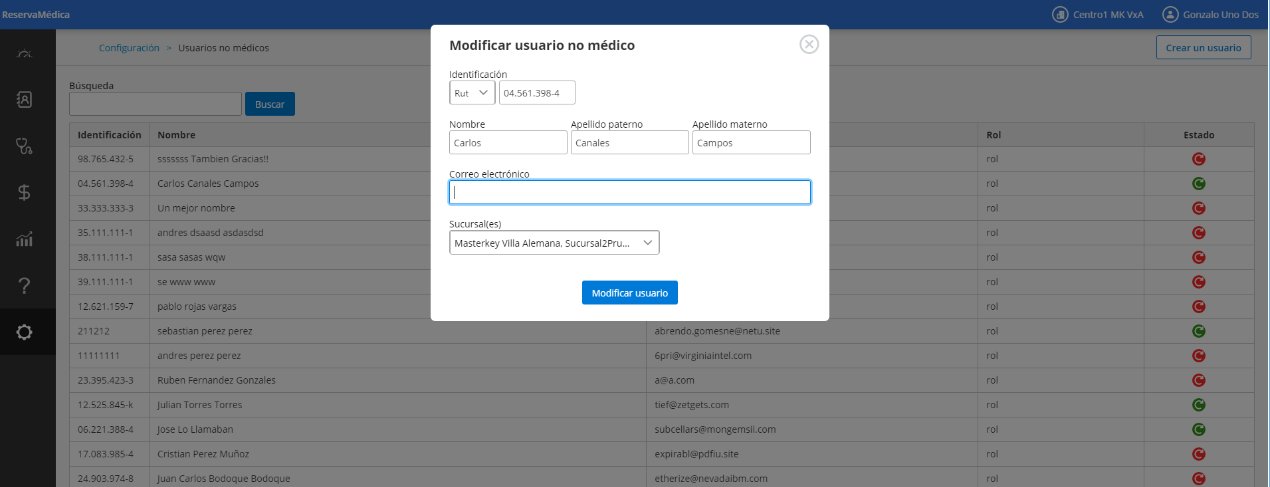 ReservaMédica
Centro1 MK VxA
Gonzalo Uno Dos
Configuración > Usuarios no médicos
Crear un usuario
Búsqueda
Buscar
Modificar usuario no médico
Identificación
Rut 04.561.398-4
Nombre Apellido paterno Apellido materno
Carlos Canales Campos
Correo electrónico
Sucursal(es)
Masterkey Villa Alemana, Sucursal2Pru...
Modificar usuario
Identificación Nombre Rol Estado
98.765.432-5 sssssss Tambien Gracias!! rol
04.561.398-4 Carlos Canales Campos rol
33.333.333-3 Un mejor nombre rol
35.111.111-1 andres dsaasd asdasdsd rol
38.111.111-1 sasa sasas wqw rol
39.111.111-1 se www www rol
12.621.159-7 pablo rojas vargas rol
211212 sebastian perez perez abrendo.gomesne@netu.site rol
11111111 andres perez perez 6pri@virginiaintel.com rol
23.395.423-3 Ruben Fernandez Gonzales a@a.com rol
12.525.845-k Julian Torres Torres tief@zetgets.com rol
06.221.388-4 Jose Lo Llamaban subcellars@mongemsii.com rol
17.083.985-4 Cristian Perez Muñoz expirabl@pdfiu.site rol
24.903.974-8 Juan Carlos Bodoque Bodoque etherize@nevadaibm.com rol